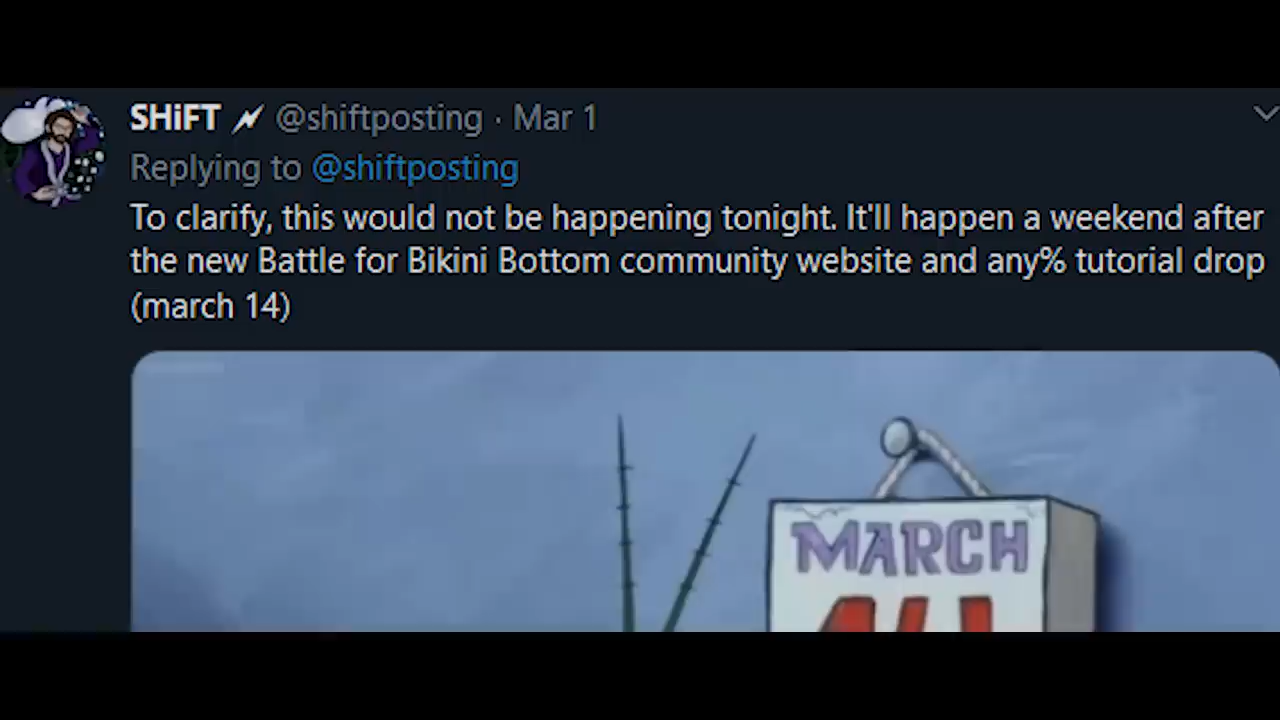 SHiFT @shiftposting · Mar 1
Replying to @shiftposting
To clarify, this would not be happening tonight. It'll happen a weekend after
the new Battle for Bikini Bottom community website and any% tutorial drop
(march 14)
MARCH